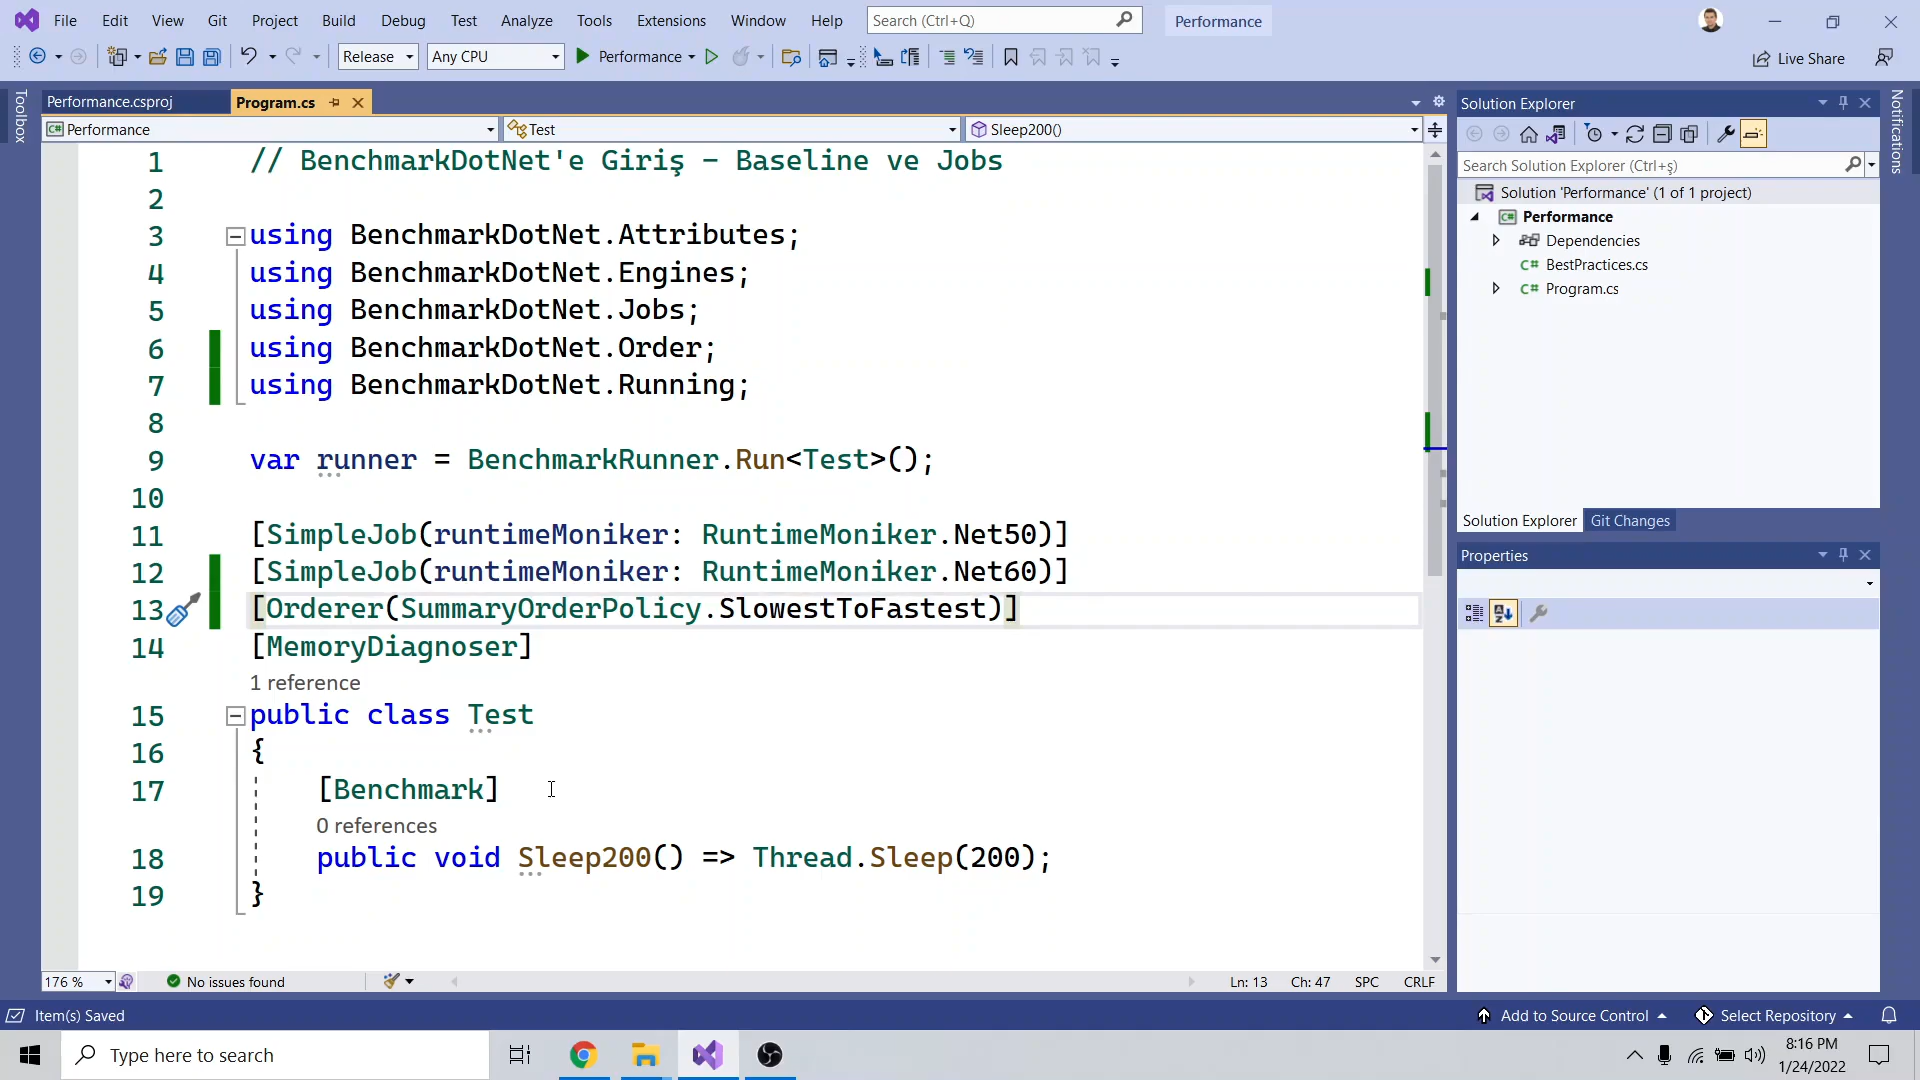 File Edit View Git Project Build Debug Test Analyze Tools Extensions Window Help Search (Ctrl+Q) Performance
Release Any CPU Performance Live Share
Toolbox
Performance.csproj Program.cs
Performance Test Sleep200()
1 // BenchmarkDotNet'e Giriş - Baseline ve Jobs
2
3 using BenchmarkDotNet.Attributes;
4 using BenchmarkDotNet.Engines;
5 using BenchmarkDotNet.Jobs;
6 using BenchmarkDotNet.Order;
7 using BenchmarkDotNet.Running;
8
9 var runner = BenchmarkRunner.Run<Test>();
10
11 [SimpleJob(runtimeMoniker: RuntimeMoniker.Net50)]
12 [SimpleJob(runtimeMoniker: RuntimeMoniker.Net60)]
13 [Orderer(SummaryOrderPolicy.SlowestToFastest)]
14 [MemoryDiagnoser]
1 reference
15 public class Test
16 {
17 [Benchmark]
0 references
18 public void Sleep200() => Thread.Sleep(200);
19 }
176 % No issues found Ln: 13 Ch: 47 SPC CRLF
Solution Explorer
Search Solution Explorer (Ctrl+ş)
Solution 'Performance' (1 of 1 project)
Performance
Dependencies
C# BestPractices.cs
C# Program.cs
Solution Explorer Git Changes
Properties
Notifications
Item(s) Saved Add to Source Control Select Repository
Type here to search
8:16 PM
1/24/2022